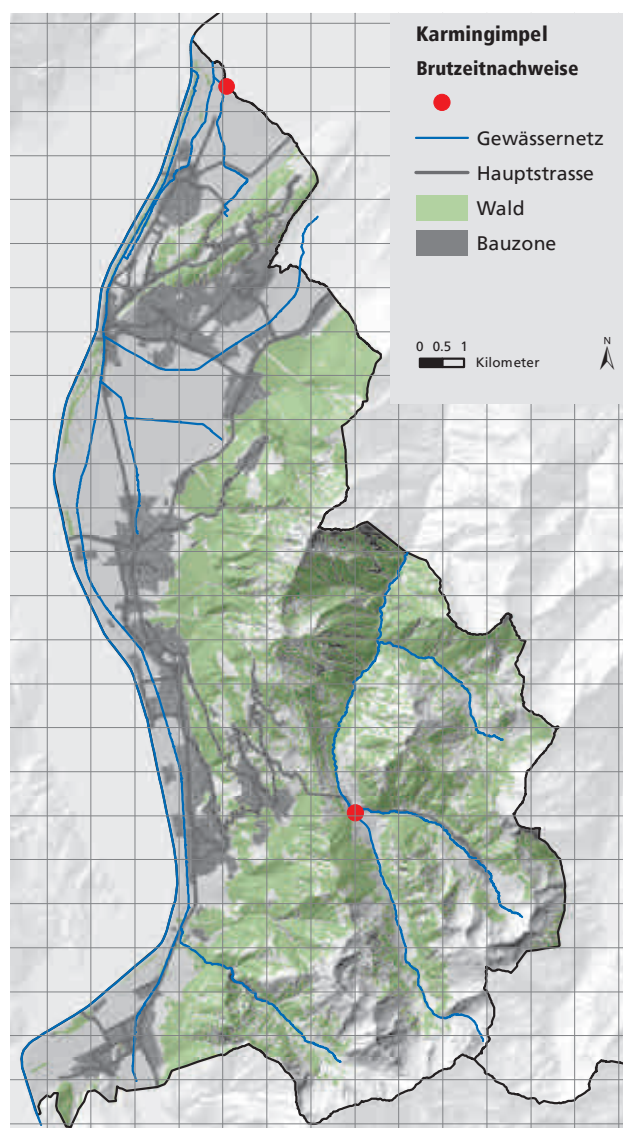 Karmingimpel
Brutzeitnachweise
Gewässernetz
Hauptstrasse
Wald
Bauzone
0 0.5 1
Kilometer
N